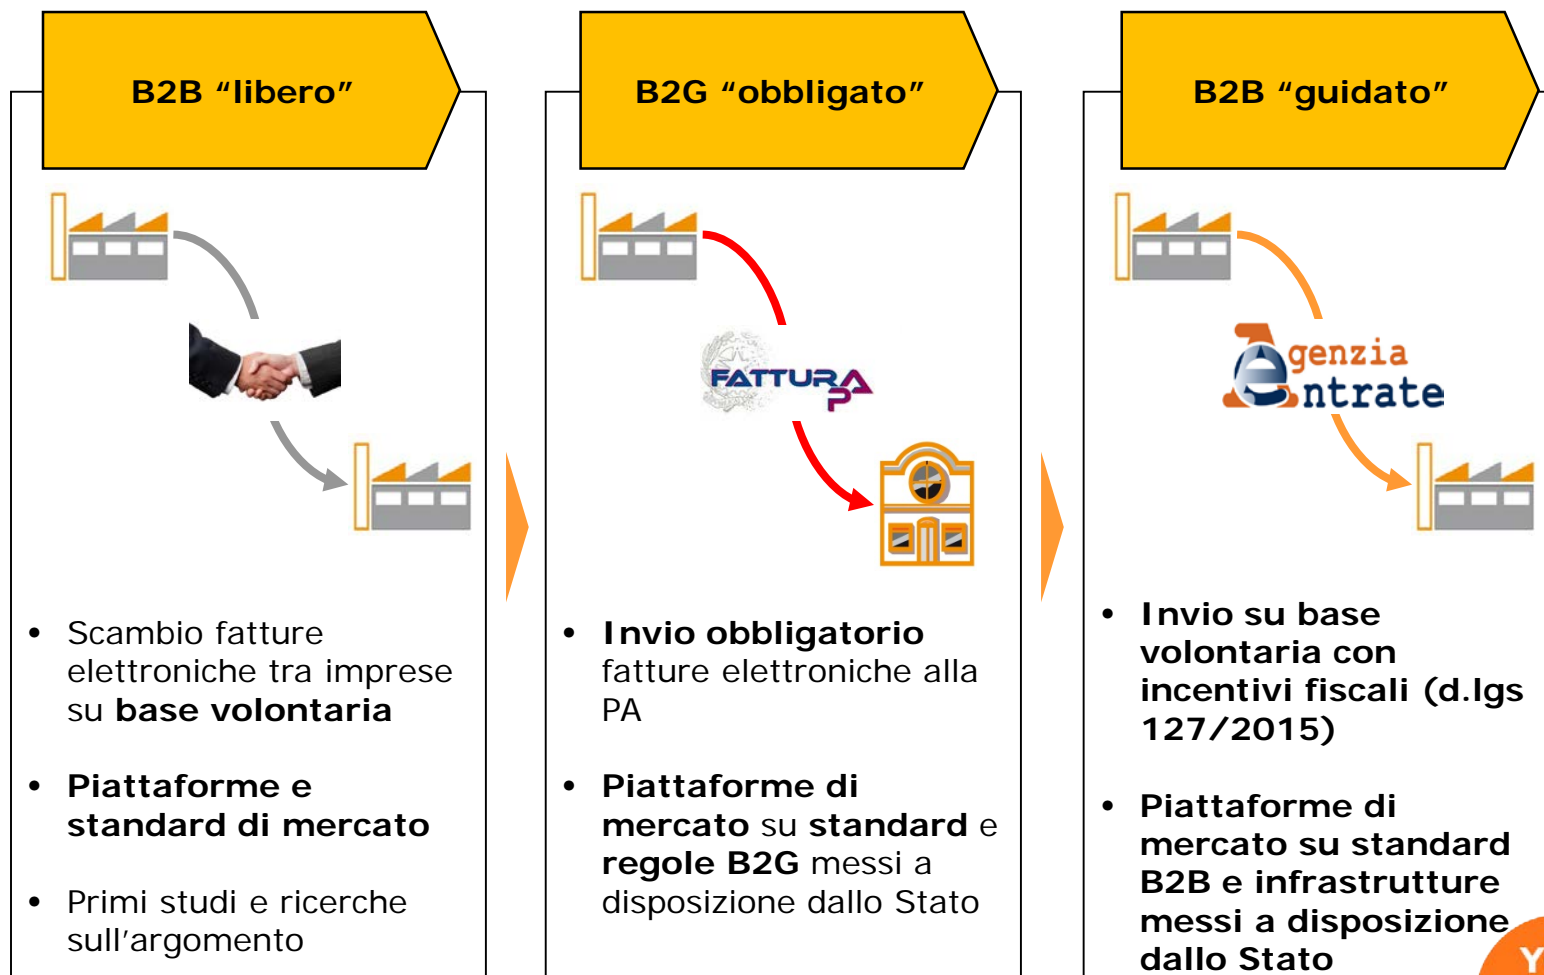 B2B “libero”
B2G “obbligato”
B2B “guidato”
FATTURA
PA
Agenzia
entrate
• Scambio fatture
elettroniche tra imprese
su base volontaria
• Piattaforme e
standard di mercato
• Primi studi e ricerche
sull’argomento
• Invio obbligatorio
fatture elettroniche alla
PA
• Piattaforme di
mercato su standard e
regole B2G messi a
disposizione dallo Stato
• Invio su base
volontaria con
incentivi fiscali (d.lgs
127/2015)
• Piattaforme di
mercato su standard
B2B e infrastrutture
messi a disposizione
dallo Stato
Y